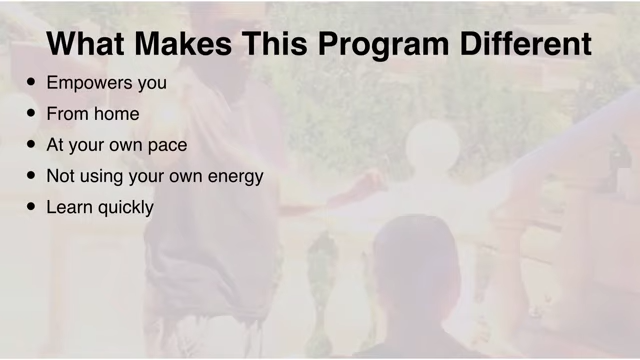 What Makes This Program Different
• Empowers you
• From home
• At your own pace
• Not using your own energy
• Learn quickly